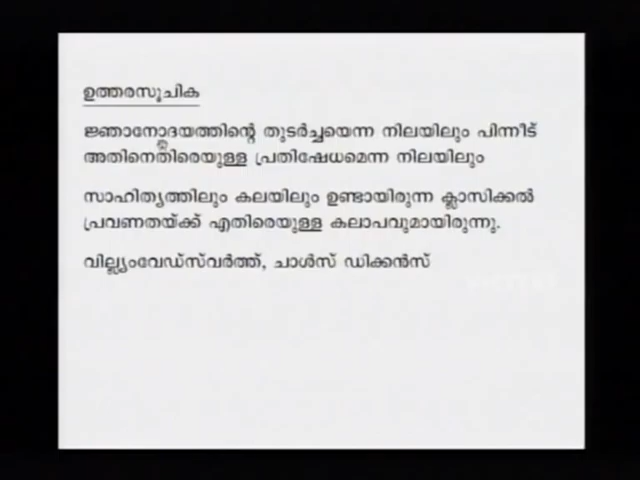 ഉത്തരസൂചിക
ജ്ഞാനോദയത്തിന്റെ തുടർച്ചയെന്ന നിലയിലും പിന്നീട്
അതിനെതിരെയുള്ള പ്രതിഷേധമെന്ന നിലയിലും
സാഹിത്യത്തിലും കലയിലും ഉണ്ടായിരുന്ന ക്ലാസിക്കൽ
പ്രവണതയ്ക്ക് എതിരെയുള്ള കലാപവുമായിരുന്നു.
വില്ല്യംവേഡ്സ്വർത്ത്, ചാൾസ് ഡിക്കൻസ്